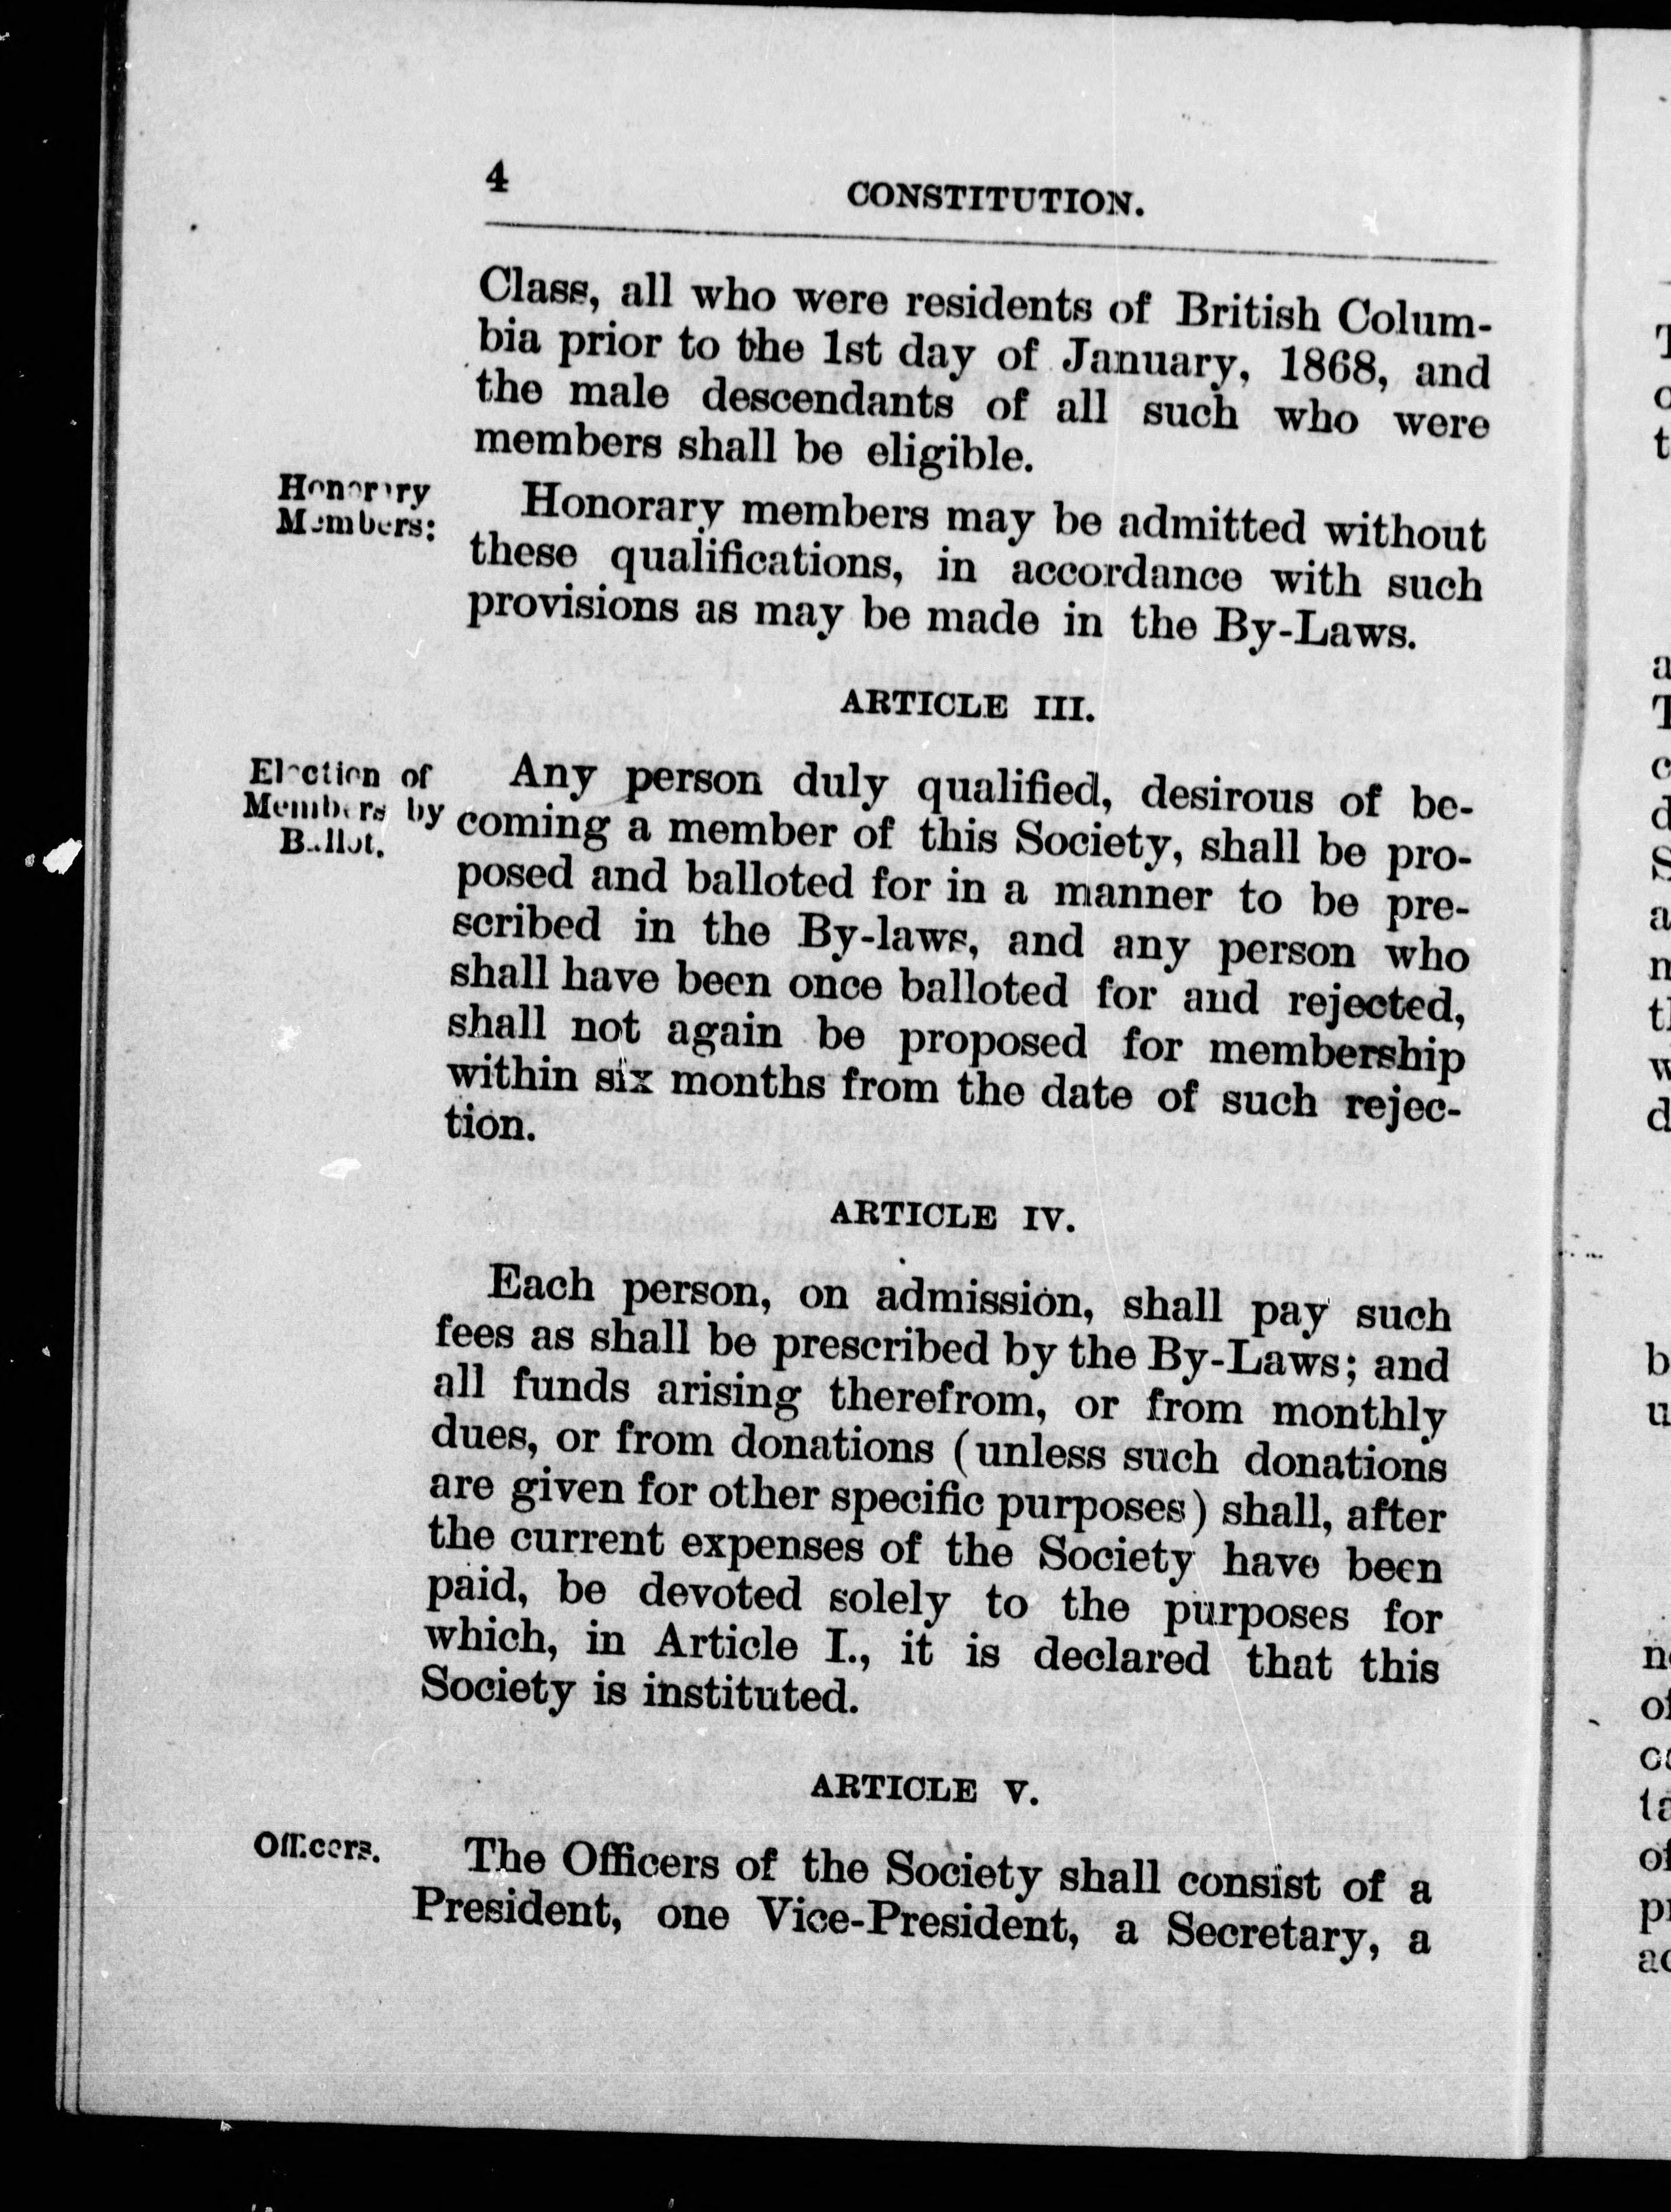 4
CONSTITUTION.
Class, all who were residents of British Colum-
bia prior to the 1st day of January, 1868, and
the male descendants of all such who were
members shall be eligible.
Honorary
Members:
Honorary members may be admitted without
these qualifications, in accordance with such
provisions as may be made in the By-Laws.
ARTICLE III.
Election of
Members by
Ballot.
Any person duly qualified, desirous of be-
coming a member of this Society, shall be pro-
posed and balloted for in a manner to be pre-
scribed in the By-laws, and any person who
shall have been once balloted for and rejected,
shall not again be proposed for membership
within six months from the date of such rejec-
tion.
ARTICLE IV.
Each person, on admission, shall pay such
fees as shall be prescribed by the By-Laws; and
all funds arising therefrom, or from monthly
dues, or from donations (unless such donations
are given for other specific purposes) shall, after
the current expenses of the Society have been
paid, be devoted solely to the purposes for
which, in Article I., it is declared that this
Society is instituted.
ARTICLE V.
Officers.
The Officers of the Society shall consist of a
President, one Vice-President, a Secretary, a